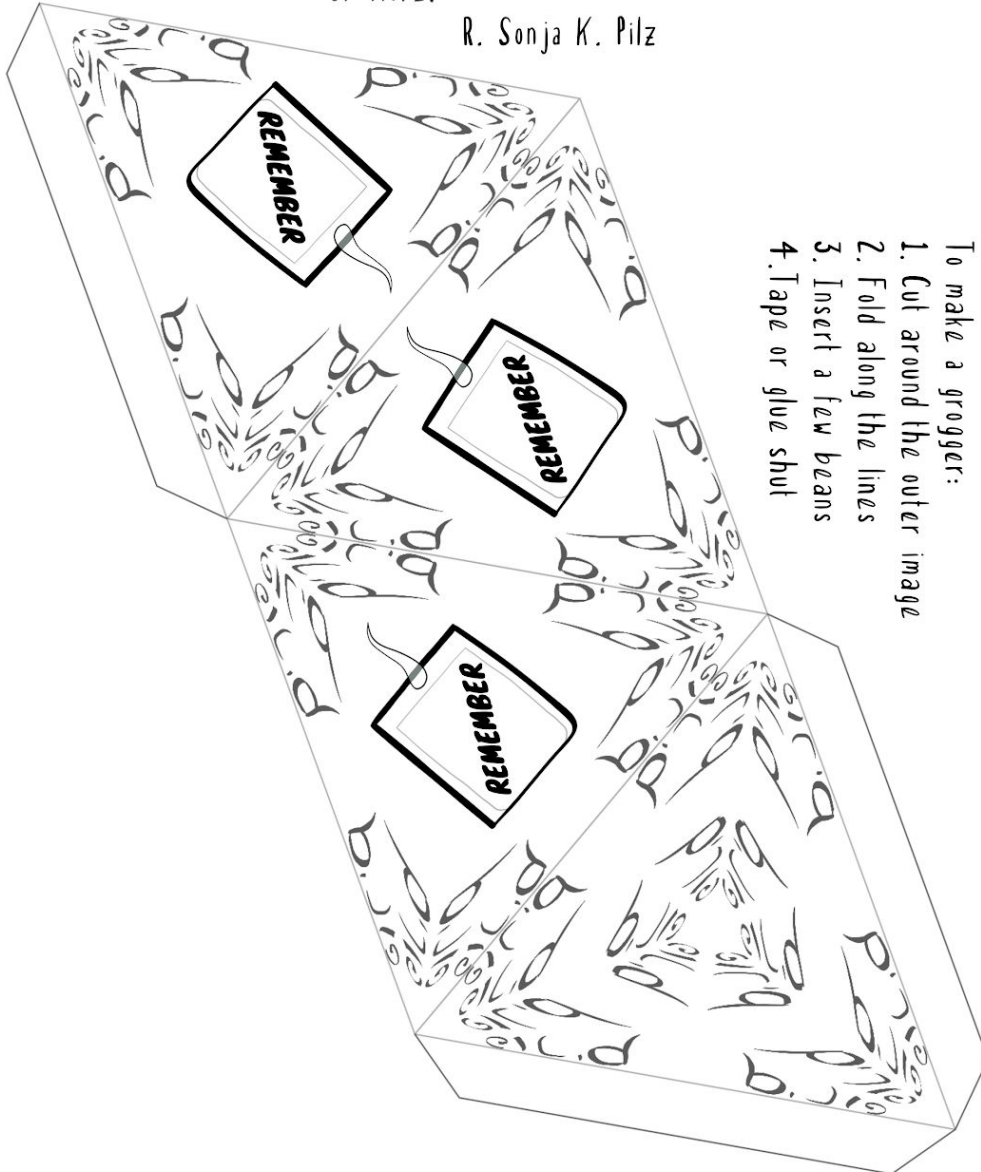 R. Sonja K. Pilz
To make a grogger:
1. Cut around the outer image
2. Fold along the lines
3. Insert a few beans
4. Tape or glue shut
REMEMBER
REMEMBER
REMEMBER